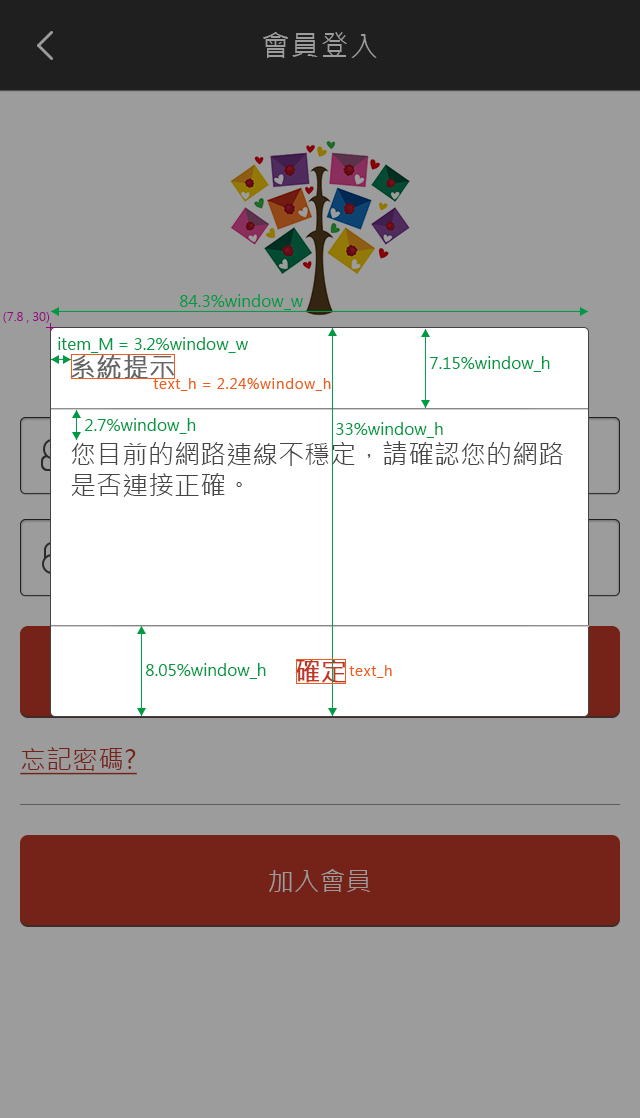 會員登入
84.3%window_w
(7.8 , 30)
item_M = 3.2%window_w
系統提示
7.15%window_h
text_h = 2.24%window_h
2.7%window_h
33%window_h
您目前的網路連線不穩定，請確認您的網路
是否連接正確。
8.05%window_h
確定
text_h
忘記密碼?
加入會員